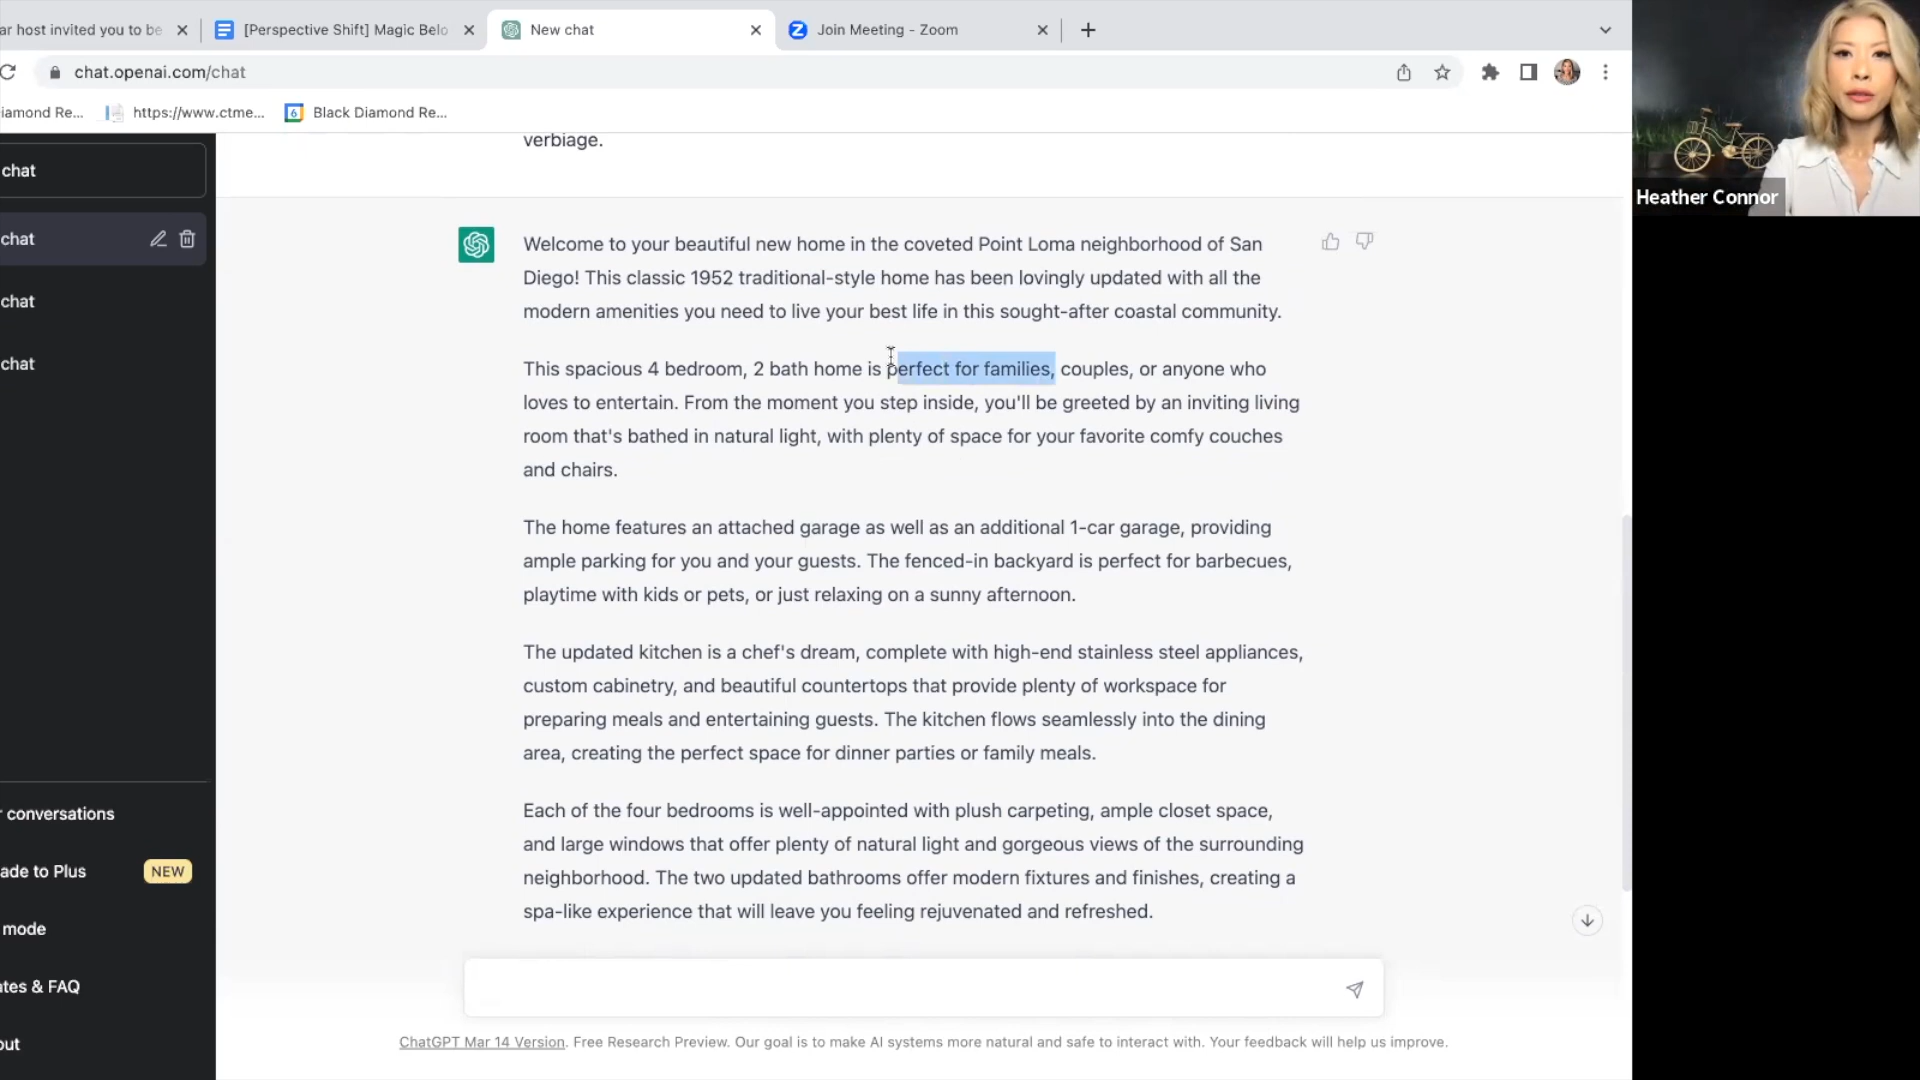 ar host invited you to be
[Perspective Shift] Magic Belo
New chat
Join Meeting - Zoom
chat.openai.com/chat
iamond Re...
https://www.ctme...
6
Black Diamond Re...
Heather Connor
chat
chat
chat
chat
r conversations
ade to Plus
NEW
mode
ates & FAQ
out
verbiage.
Welcome to your beautiful new home in the coveted Point Loma neighborhood of San
Diego! This classic 1952 traditional-style home has been lovingly updated with all the
modern amenities you need to live your best life in this sought-after coastal community.
This spacious 4 bedroom, 2 bath home is perfect for families, couples, or anyone who
loves to entertain. From the moment you step inside, you'll be greeted by an inviting living
room that's bathed in natural light, with plenty of space for your favorite comfy couches
and chairs.
The home features an attached garage as well as an additional 1-car garage, providing
ample parking for you and your guests. The fenced-in backyard is perfect for barbecues,
playtime with kids or pets, or just relaxing on a sunny afternoon.
The updated kitchen is a chef's dream, complete with high-end stainless steel appliances,
custom cabinetry, and beautiful countertops that provide plenty of workspace for
preparing meals and entertaining guests. The kitchen flows seamlessly into the dining
area, creating the perfect space for dinner parties or family meals.
Each of the four bedrooms is well-appointed with plush carpeting, ample closet space,
and large windows that offer plenty of natural light and gorgeous views of the surrounding
neighborhood. The two updated bathrooms offer modern fixtures and finishes, creating a
spa-like experience that will leave you feeling rejuvenated and refreshed.
ChatGPT Mar 14 Version. Free Research Preview. Our goal is to make AI systems more natural and safe to interact with. Your feedback will help us improve.